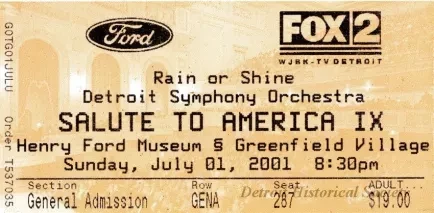 Ford
FOX 2
WJBK-TV DETROIT
Rain or Shine
Detroit Symphony Orchestra
SALUTE TO AMERICA IX
Henry Ford Museum § Greenfield Village
Sunday, July 01, 2001 8:30pm
Section Row Seat ADULT...
General Admission GENA 287 $19.00
Detroit Historical Society
GOTGO1JULU Order T537035